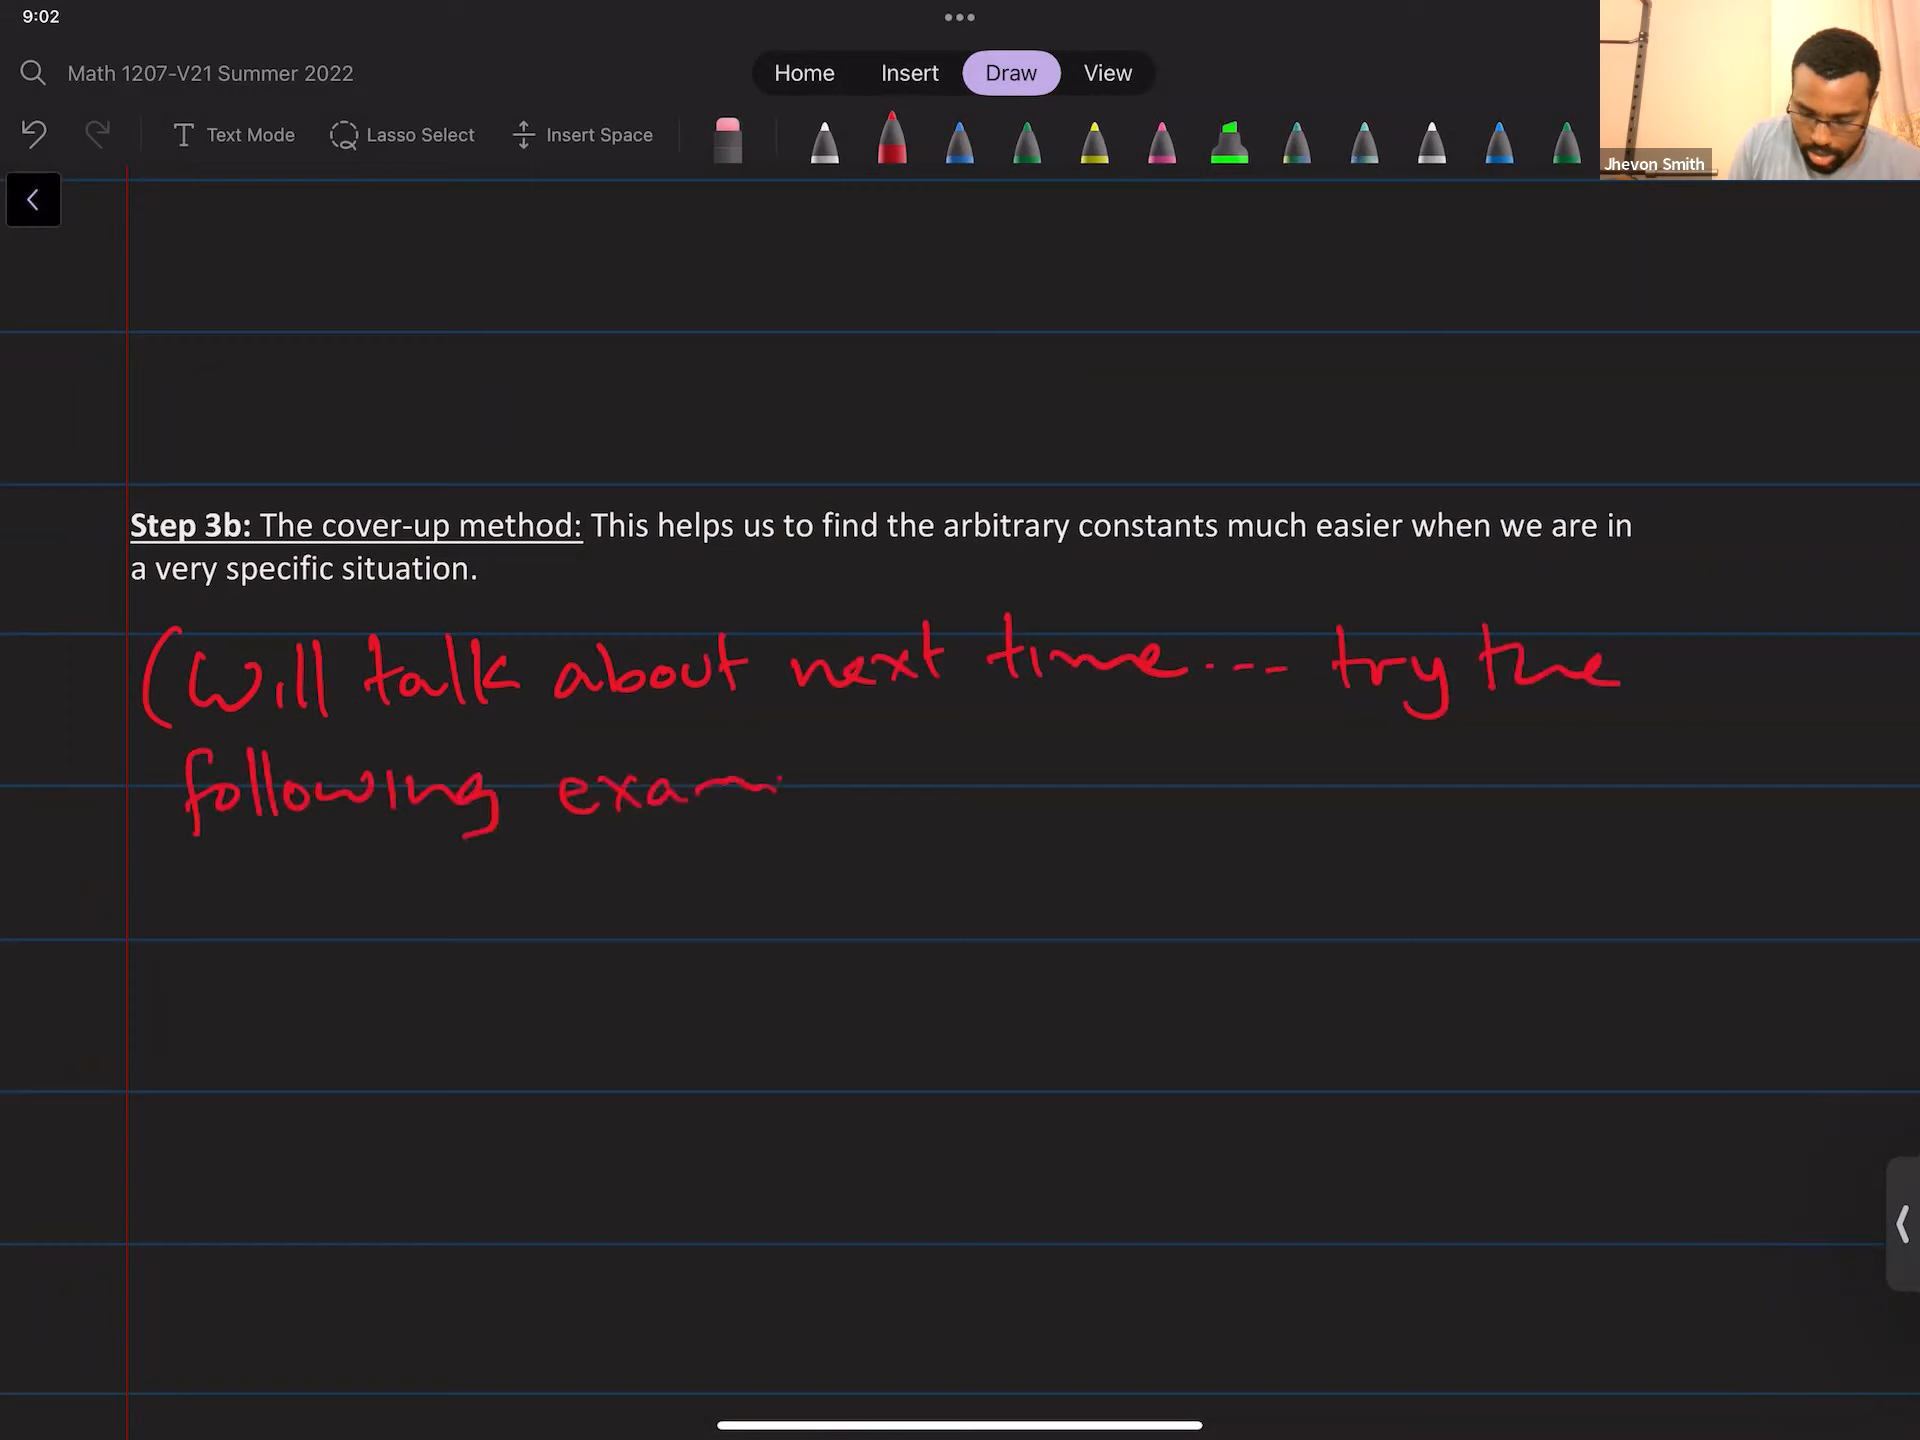 9:02
Math 1207-V21 Summer 2022
Home Insert Draw View
Text Mode Lasso Select Insert Space
Jhevon Smith
Step 3b: The cover-up method: This helps us to find the arbitrary constants much easier when we are in
a very specific situation.
(Will talk about next time... try the
following exam